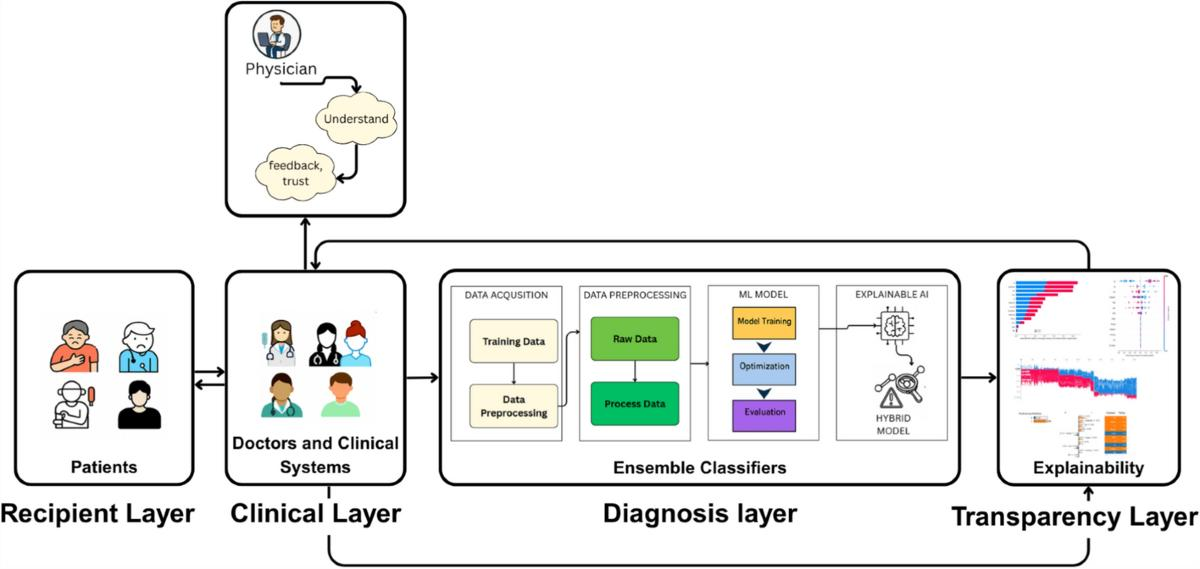 Physician
Understand
feedback,
trust
Patients
Recipient Layer
Doctors and Clinical
Systems
Clinical Layer
DATA ACQUSITION
Training Data
Data
Preprocessing
DATA PREPROCESSING
Raw Data
Process Data
ML MODEL
Model Training
Optimization
Evaluation
EXPLAINABLE AI
HYBRID
MODEL
Ensemble Classifiers
Diagnosis layer
Explainability
Transparency Layer